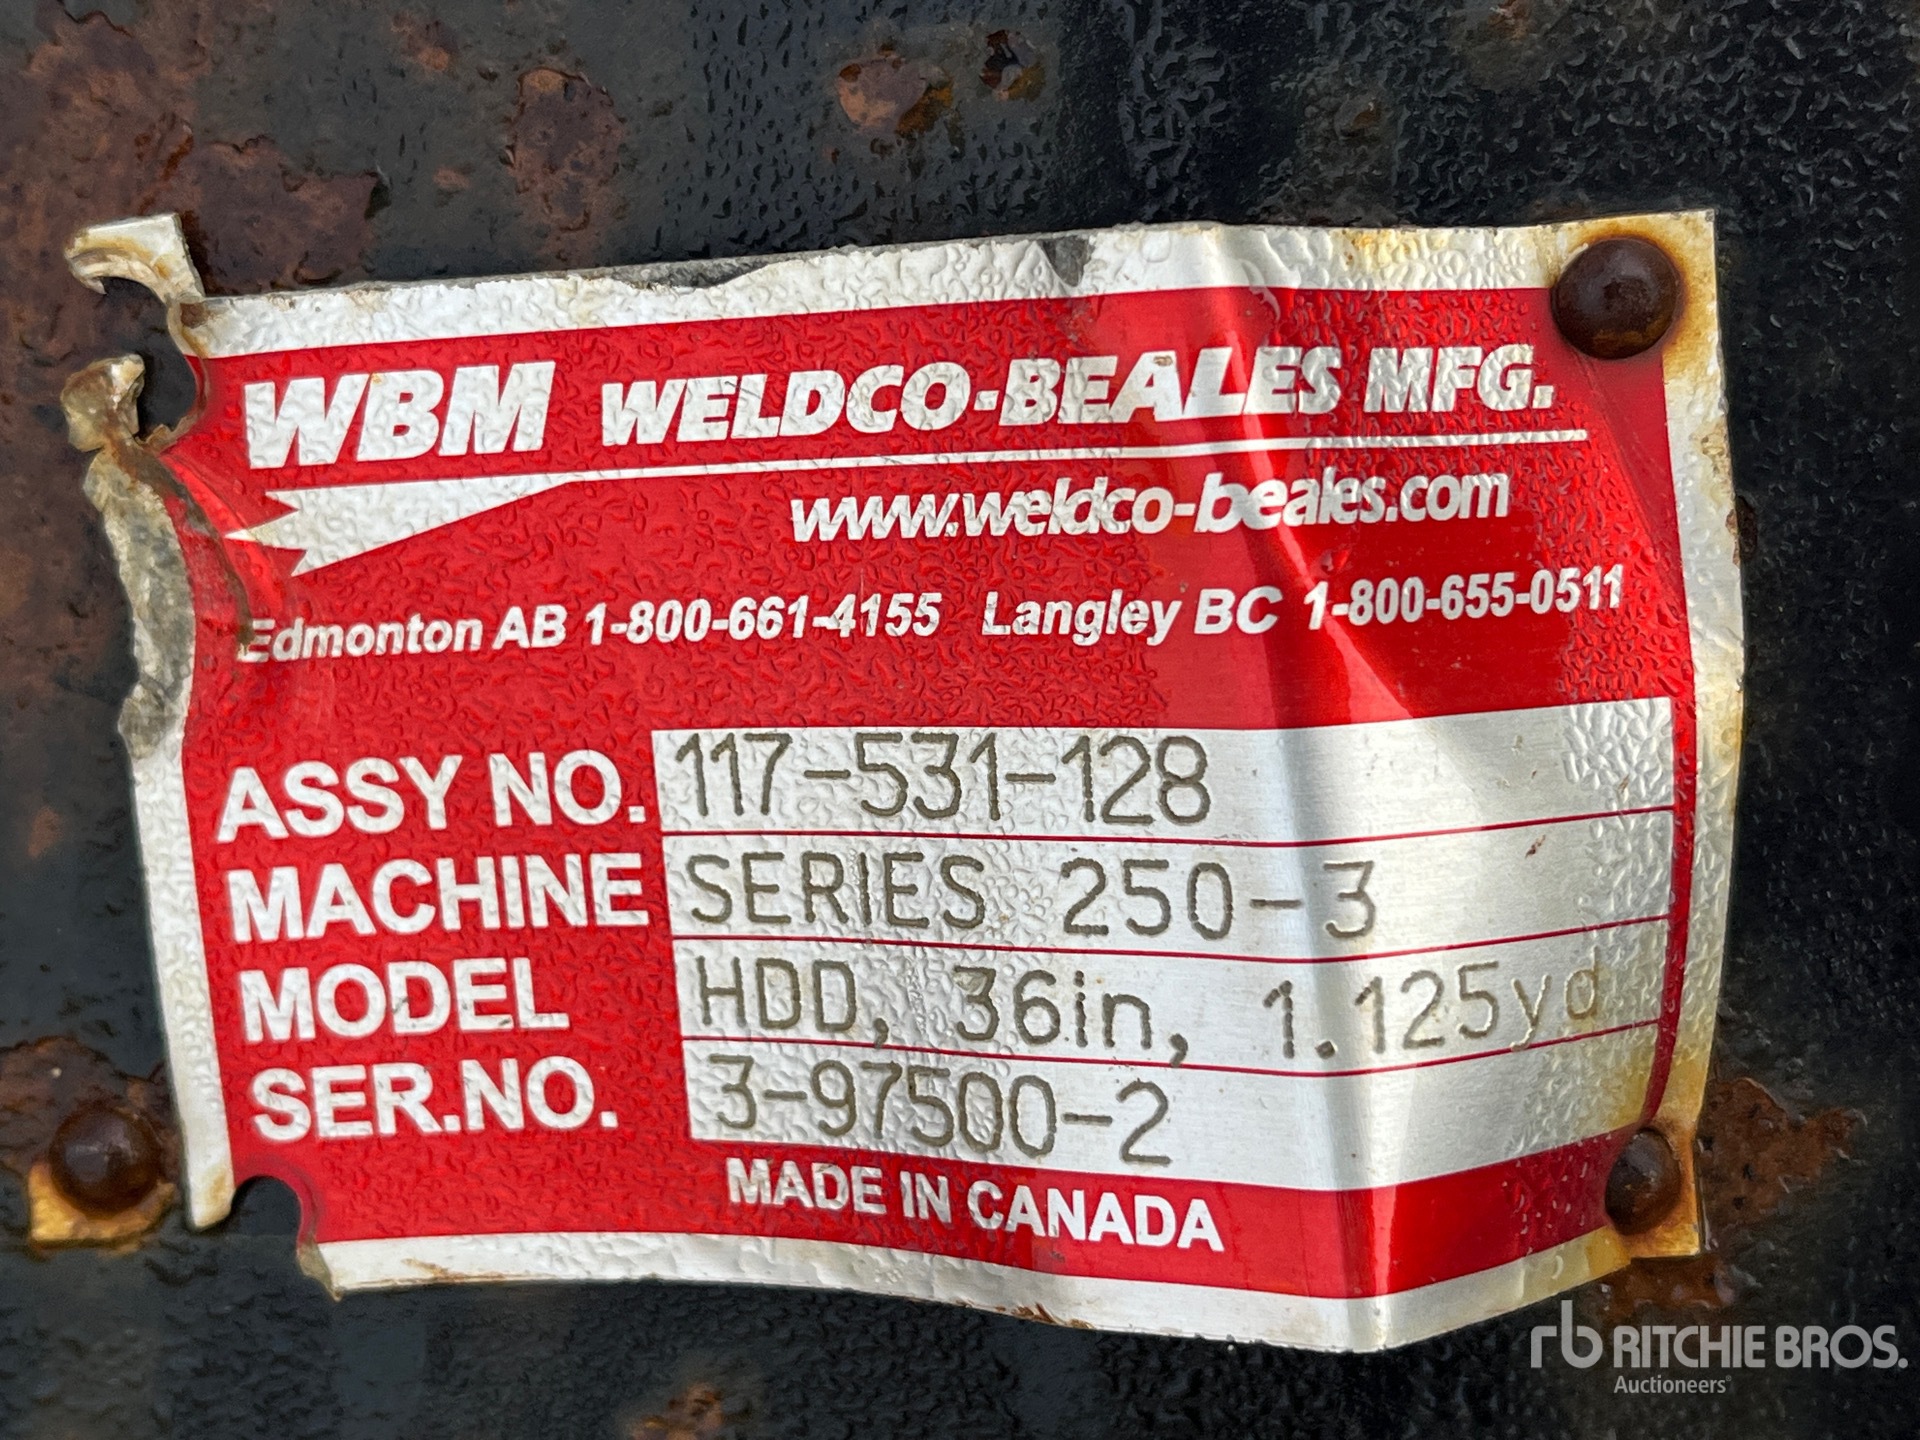 WBM WELDCO-BEALES MFG.
www.weldco-beales.com
Edmonton AB 1-800-661-4155 Langley BC 1-800-655-0511
ASSY NO. 117-531-128
MACHINE SERIES 250-3
MODEL HDD, 36in, 1.125yd
SER.NO. 3-97500-2
MADE IN CANADA
rb RITCHIE BROS.
Auctioneers